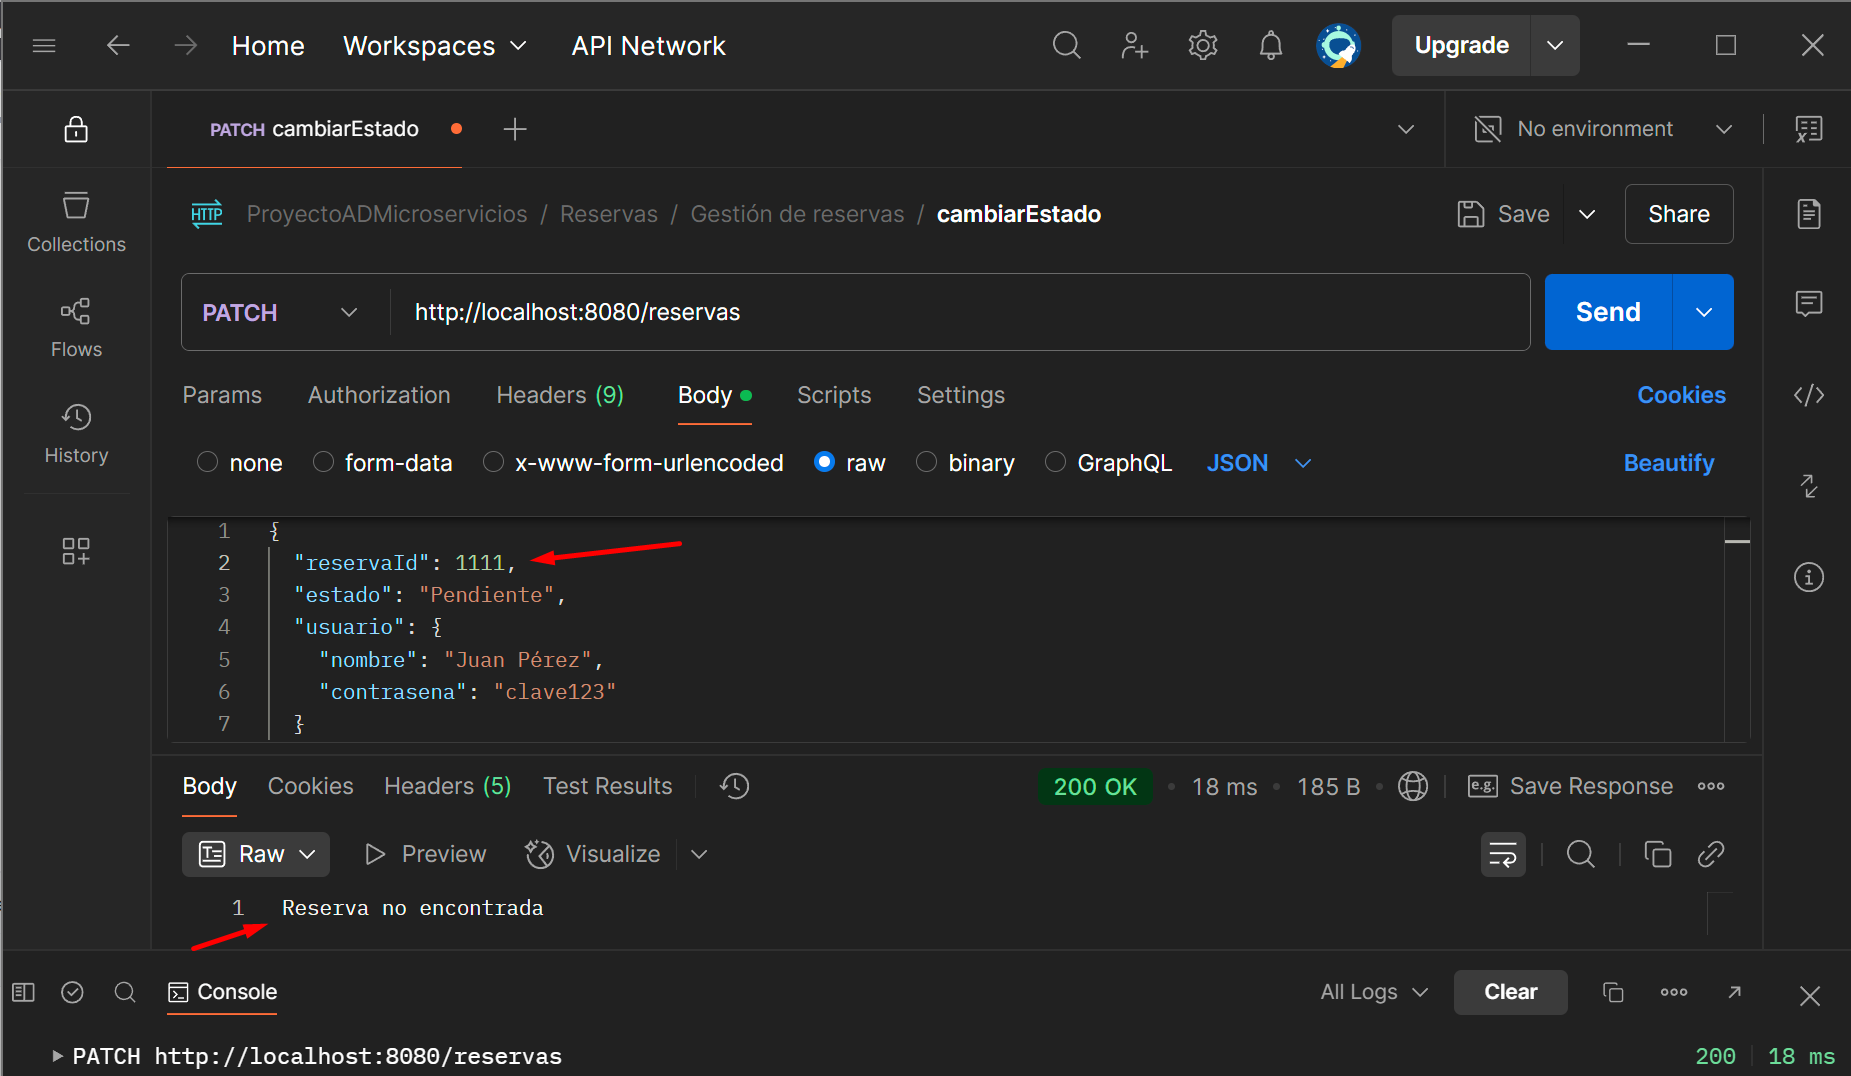 Home Workspaces API Network Upgrade
PATCH cambiarEstado No environment
HTTP ProyectoADMicroservicios / Reservas / Gestión de reservas / cambiarEstado Save Share
Collections
PATCH http://localhost:8080/reservas Send
Flows
Params Authorization Headers (9) Body Scripts Settings Cookies
History
none form-data x-www-form-urlencoded raw binary GraphQL JSON Beautify
1 {
2 "reservaId": 1111,
3 "estado": "Pendiente",
4 "usuario": {
5 "nombre": "Juan Pérez",
6 "contrasena": "clave123"
7 }
Body Cookies Headers (5) Test Results 200 OK • 18 ms • 185 B • e.g. Save Response
Raw Preview Visualize
1 Reserva no encontrada
Console All Logs Clear
PATCH http://localhost:8080/reservas 200 18 ms